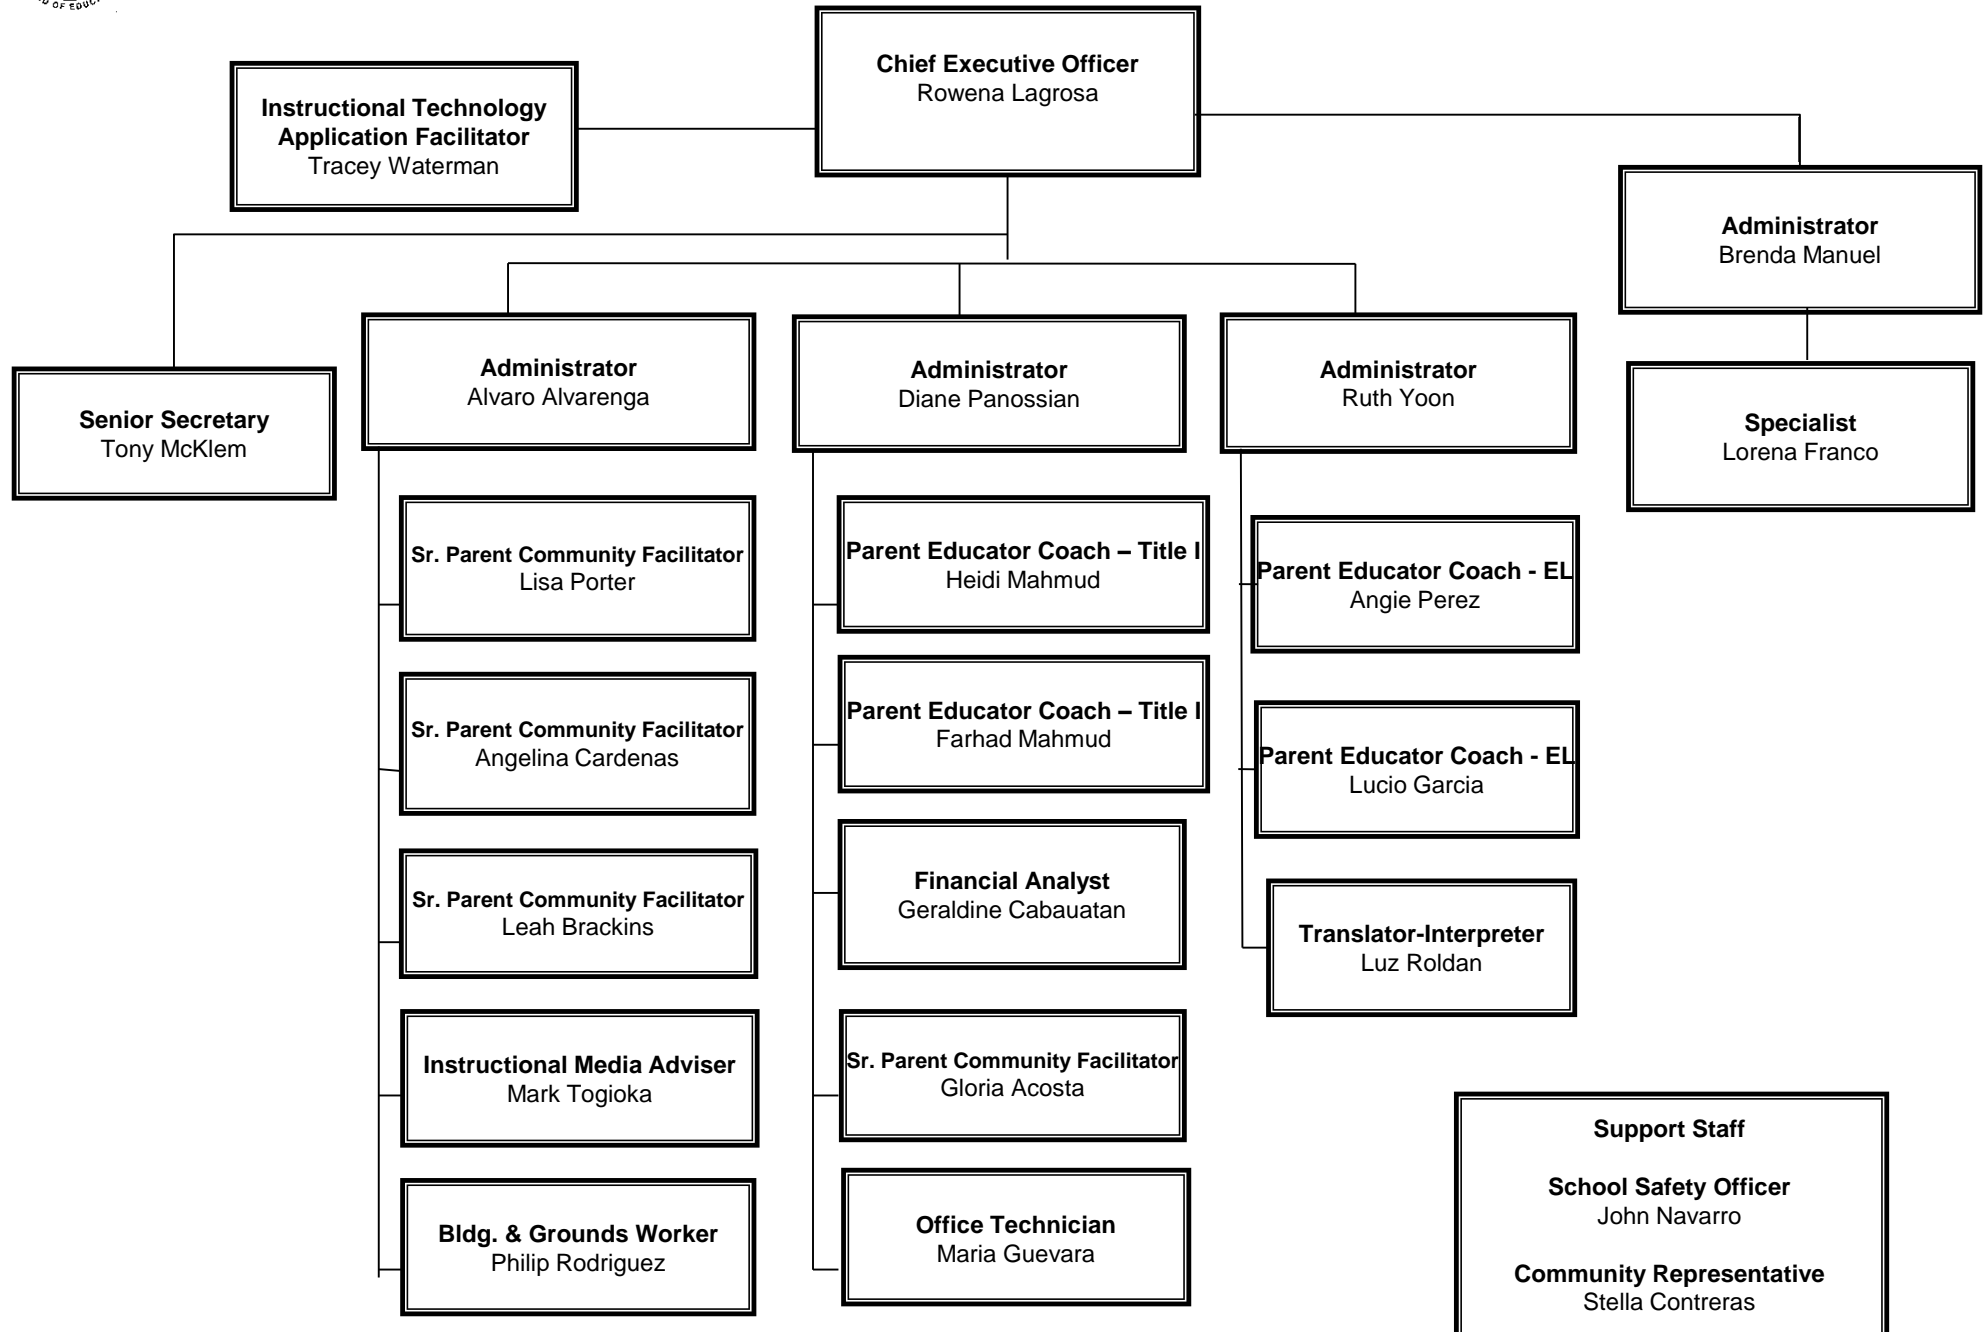 OF EDUC
Chief Executive Officer
Rowena Lagrosa
Instructional Technology
Application Facilitator
Tracey Waterman
Administrator
Brenda Manuel
Administrator
Alvaro Alvarenga
Administrator
Diane Panossian
Administrator
Ruth Yoon
Senior Secretary
Tony McKlem
Specialist
Lorena Franco
Sr. Parent Community Facilitator
Lisa Porter
Sr. Parent Community Facilitator
Angelina Cardenas
Sr. Parent Community Facilitator
Leah Brackins
Instructional Media Adviser
Mark Togioka
Bldg. & Grounds Worker
Philip Rodriguez
Parent Educator Coach – Title I
Heidi Mahmud
Parent Educator Coach – Title I
Farhad Mahmud
Financial Analyst
Geraldine Cabauatan
Sr. Parent Community Facilitator
Gloria Acosta
Office Technician
Maria Guevara
Parent Educator Coach - EL
Angie Perez
Parent Educator Coach - EL
Lucio Garcia
Translator-Interpreter
Luz Roldan
Support Staff
School Safety Officer
John Navarro
Community Representative
Stella Contreras